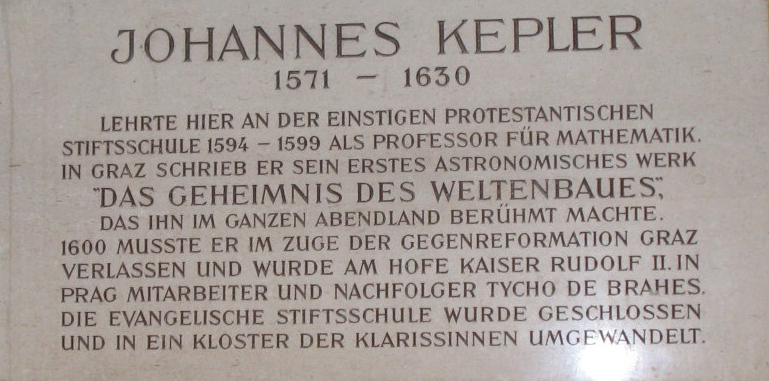 JOHANNES KEPLER
1571 – 1630
LEHRTE HIER AN DER EINSTIGEN PROTESTANTISCHEN
STIFTSSCHULE 1594 – 1599 ALS PROFESSOR FÜR MATHEMATIK.
IN GRAZ SCHRIEB ER SEIN ERSTES ASTRONOMISCHES WERK
"DAS GEHEIMNIS DES WELTENBAUES",
DAS IHN IM GANZEN ABENDLAND BERÜHMT MACHTE.
1600 MUSSTE ER IM ZUGE DER GEGENREFORMATION GRAZ
VERLASSEN UND WURDE AM HOFE KAISER RUDOLF II. IN
PRAG MITARBEITER UND NACHFOLGER TYCHO DE BRAHES.
DIE EVANGELISCHE STIFTSSCHULE WURDE GESCHLOSSEN
UND IN EIN KLOSTER DER KLARISSINNEN UMGEWANDELT.